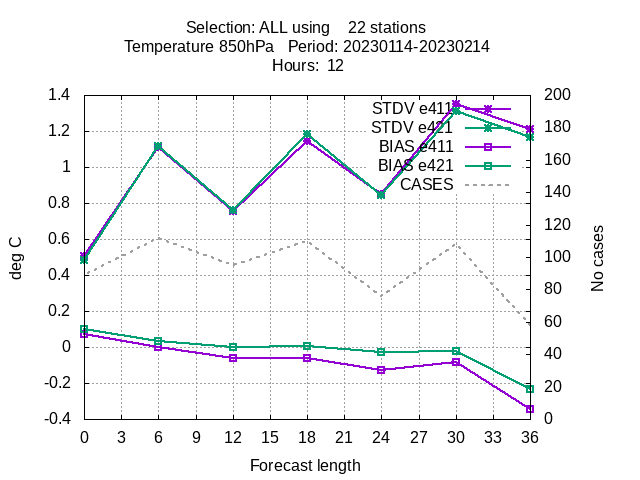 Selection: ALL using    22 stations
Temperature 850hPa   Period: 20230114-20230214
Hours:  12
1.4
1.2
1
0.8
0.6
0.4
0.2
0
-0.2
-0.4
deg C
200
180
160
140
120
100
80
60
40
20
0
No cases
STDV e411
STDV e421
BIAS e411
BIAS e421
CASES
0 3 6 9 12 15 18 21 24 27 30 33 36
Forecast length